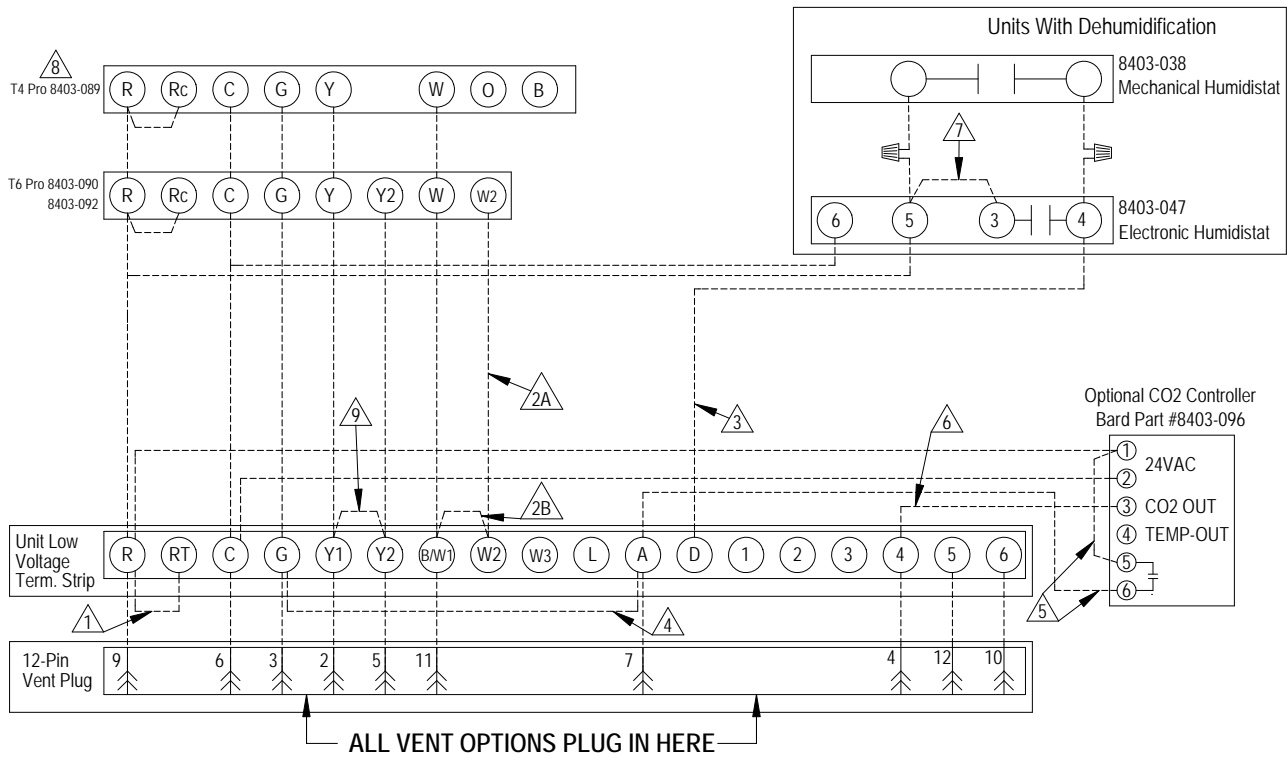 Units With Dehumidification
8403-038
Mechanical Humidistat
8
T4 Pro 8403-089
R Rc C G Y W O B
7
T6 Pro 8403-090
8403-092
R Rc C G Y Y2 W W2
6 5 3 4
8403-047
Electronic Humidistat
2A
3
9
6
2B
Optional CO2 Controller
Bard Part #8403-096
1
24VAC
2
3 CO2 OUT
4 TEMP-OUT
5
6
5
Unit Low
Voltage
Term. Strip
R RT C G Y1 Y2 B/W1 W2 W3 L A D 1 2 3 4 5 6
1
4
12-Pin
Vent Plug
9 6 3 2 5 11 7 4 12 10
ALL VENT OPTIONS PLUG IN HERE